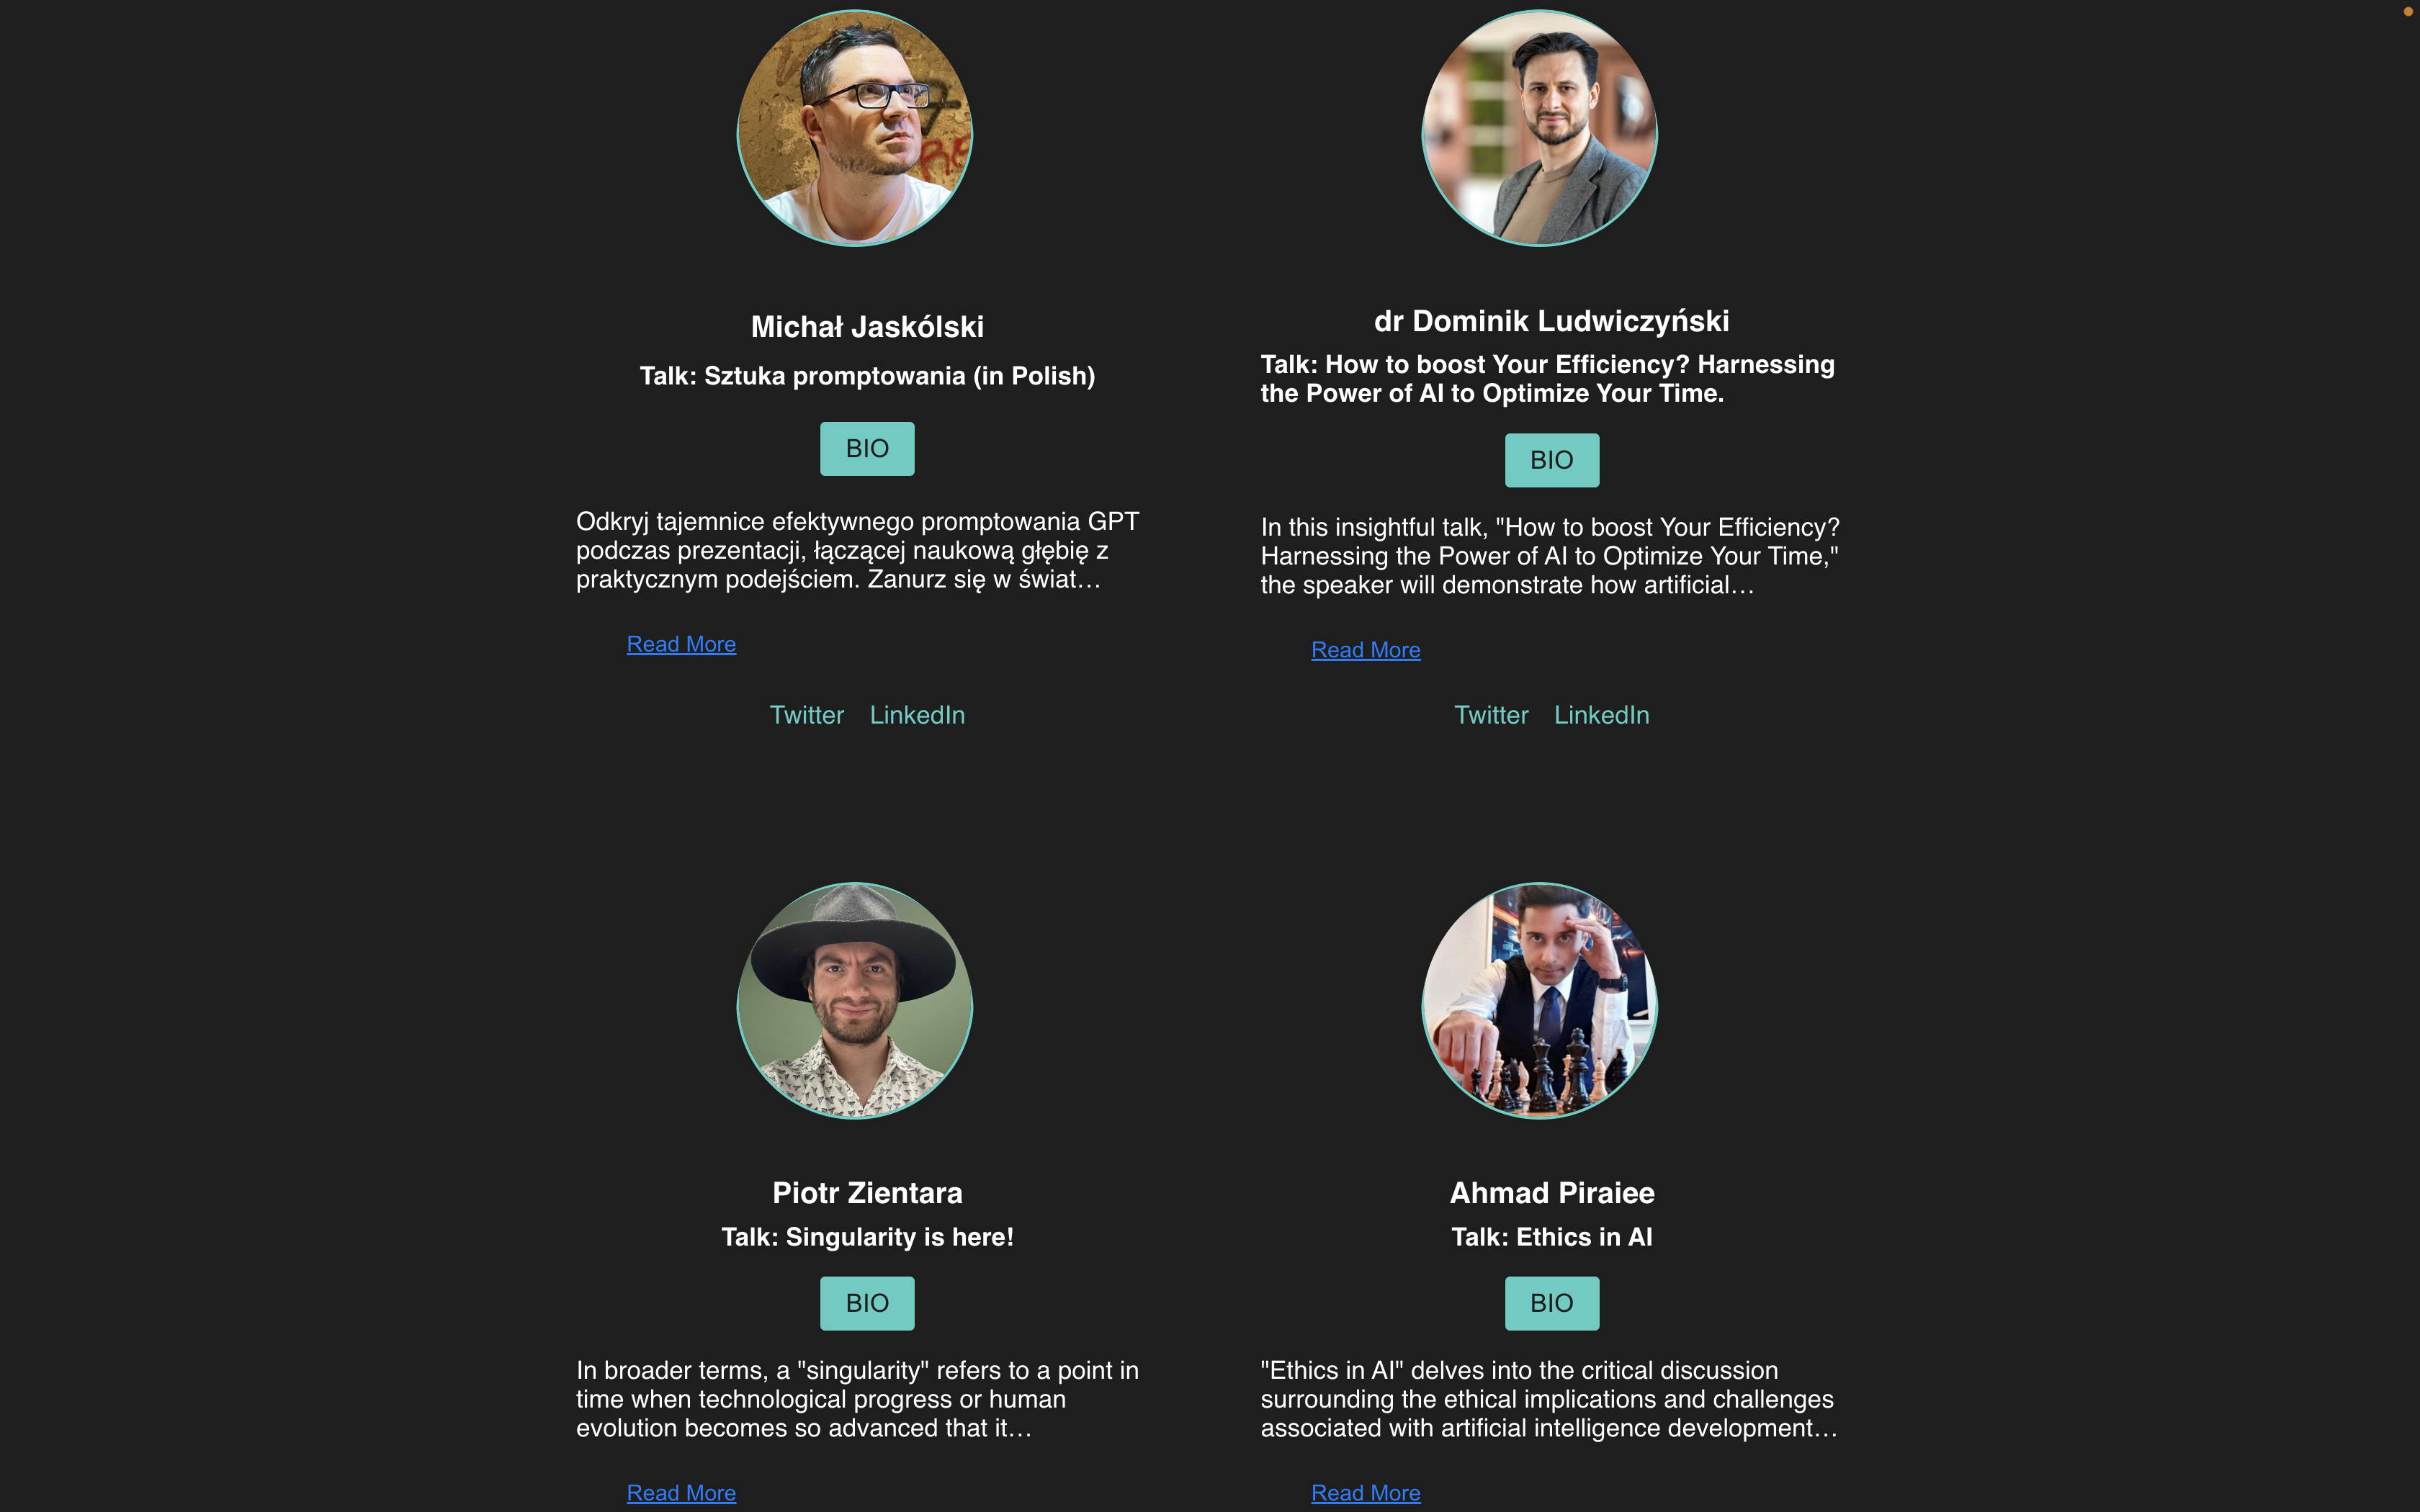 Michał Jaskólski
Talk: Sztuka promptowania (in Polish)
BIO
Odkryj tajemnice efektywnego promptowania GPT
podczas prezentacji, łączącej naukową głębię z
praktycznym podejściem. Zanurz się w świat…
Read More
Twitter LinkedIn
dr Dominik Ludwiczyński
Talk: How to boost Your Efficiency? Harnessing
the Power of AI to Optimize Your Time.
BIO
In this insightful talk, "How to boost Your Efficiency?
Harnessing the Power of AI to Optimize Your Time,"
the speaker will demonstrate how artificial…
Read More
Twitter LinkedIn
Piotr Zientara
Talk: Singularity is here!
BIO
In broader terms, a "singularity" refers to a point in
time when technological progress or human
evolution becomes so advanced that it…
Read More
Ahmad Piraiee
Talk: Ethics in AI
BIO
"Ethics in AI" delves into the critical discussion
surrounding the ethical implications and challenges
associated with artificial intelligence development…
Read More